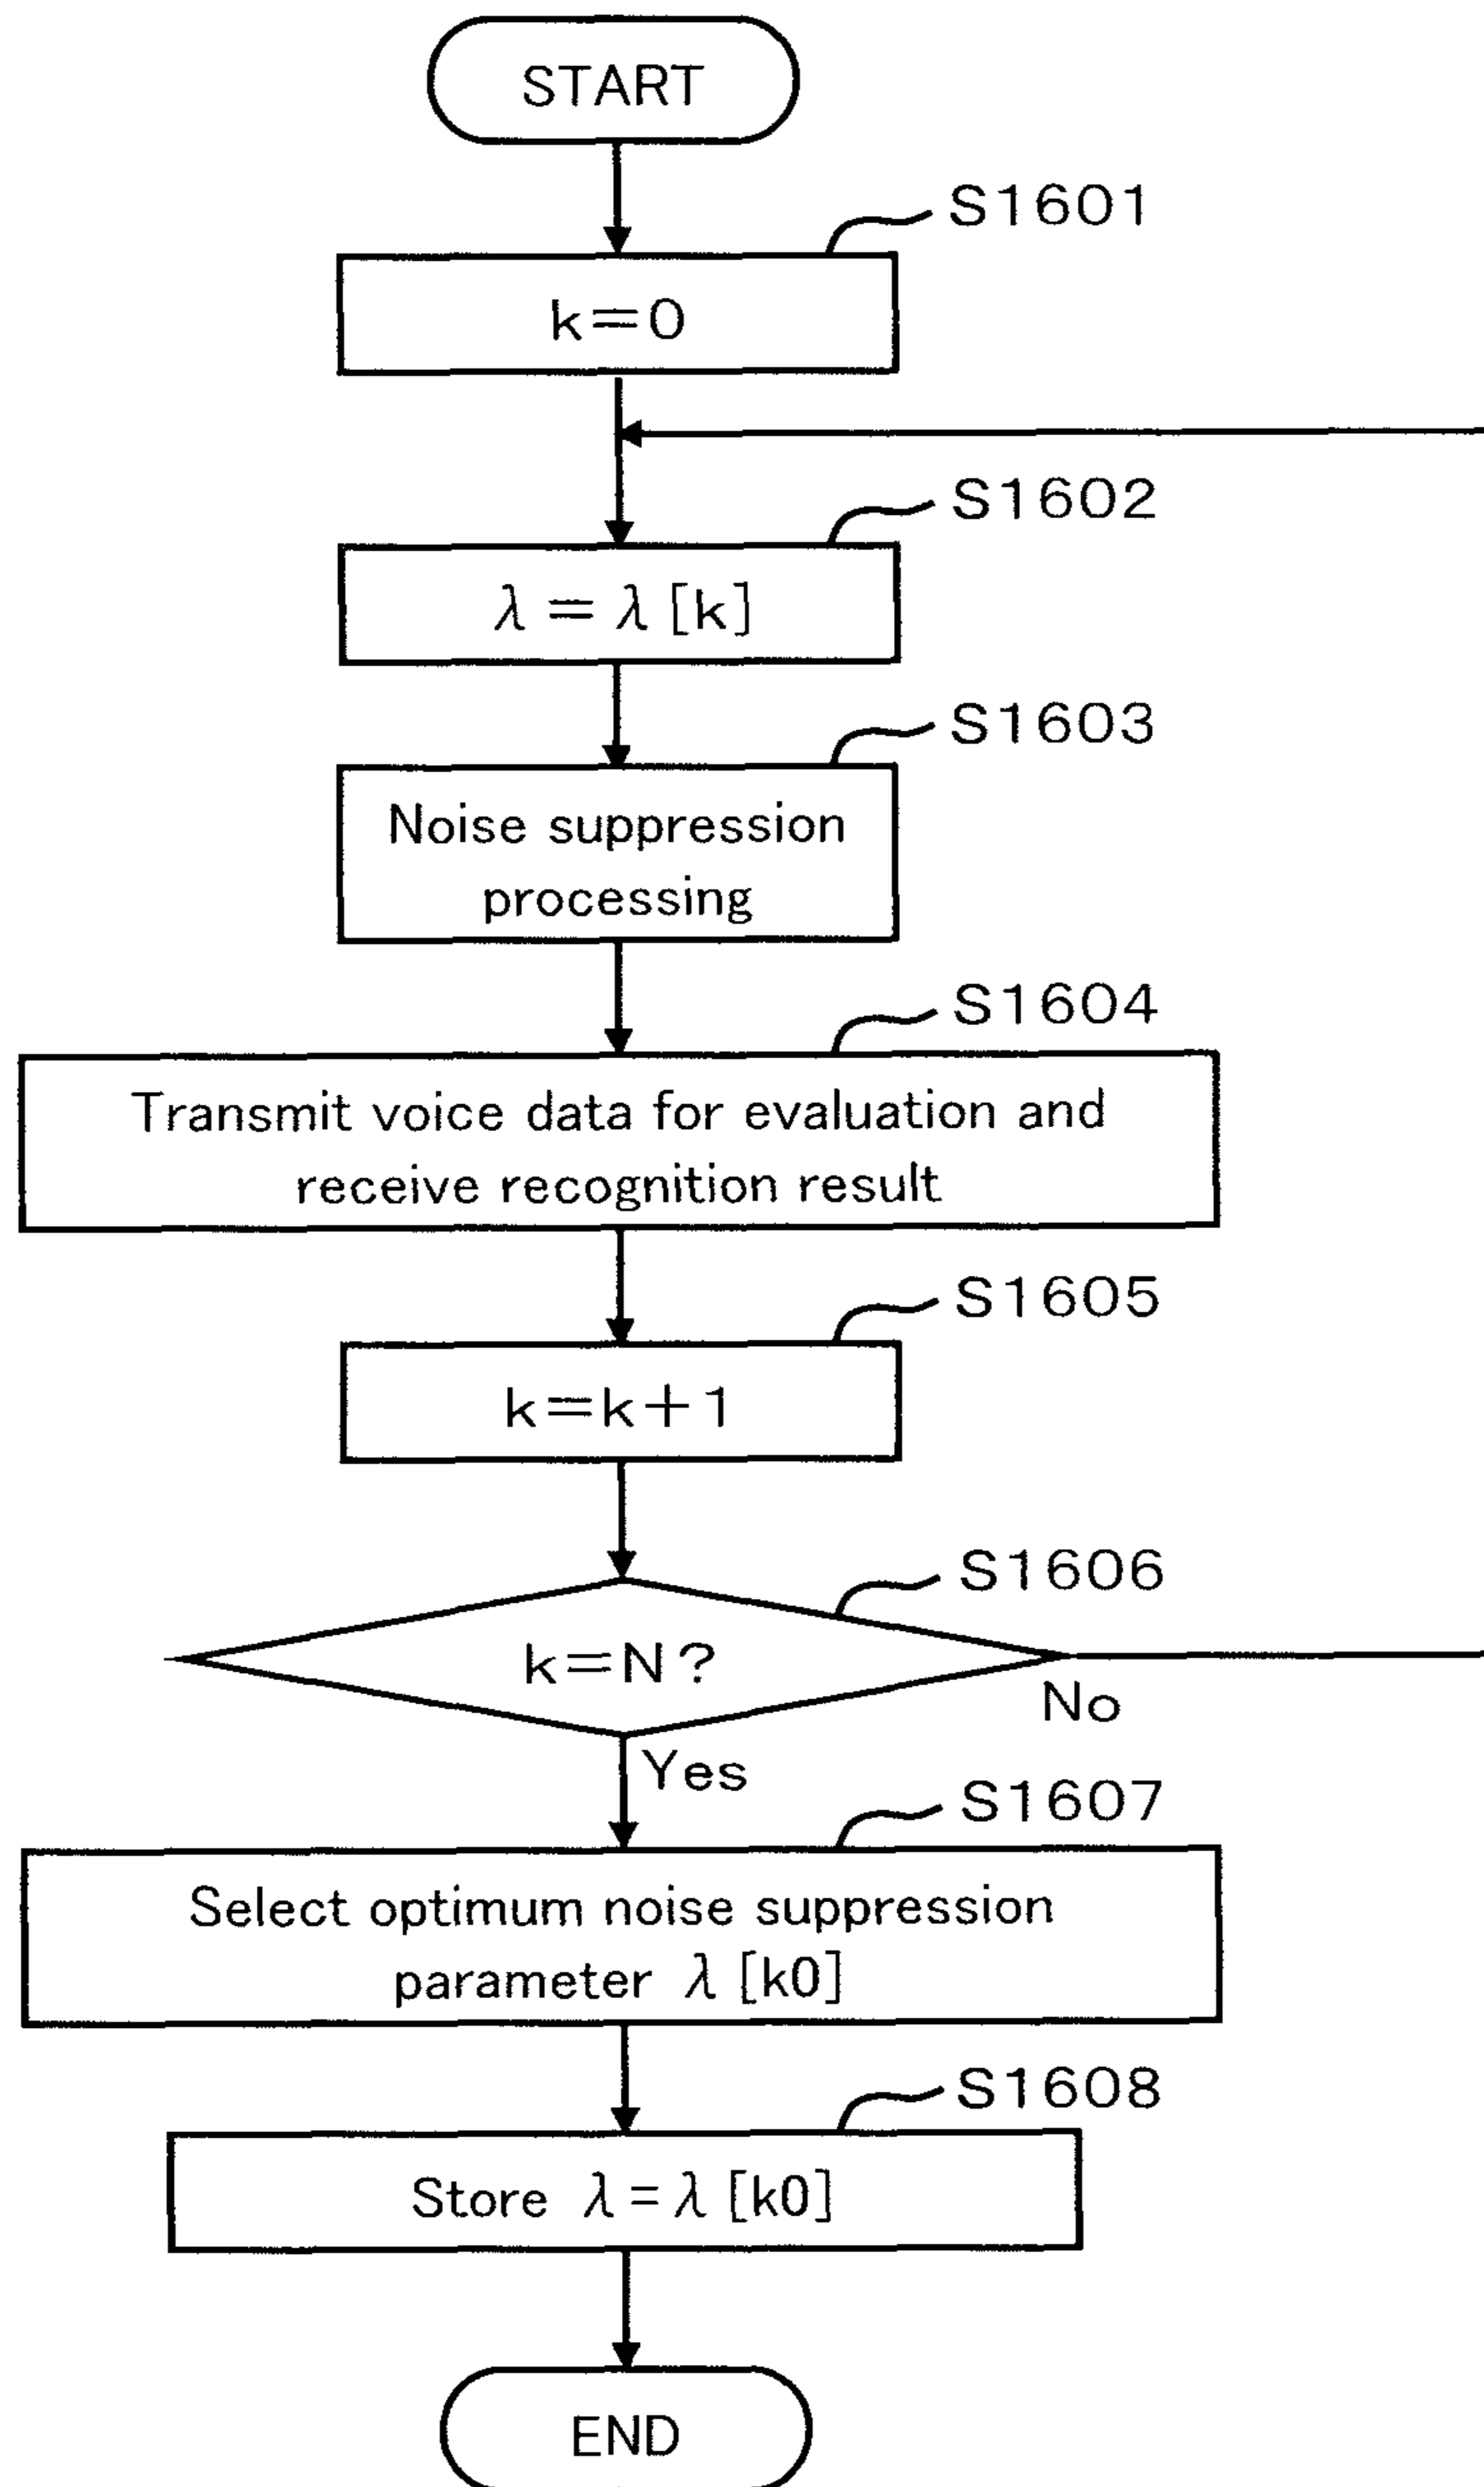 START
S1601
k=0
S1602
λ=λ[k]
S1603
Noise suppression
processing
S1604
Transmit voice data for evaluation and
receive recognition result
S1605
k=k+1
S1606
k=N?
No
Yes
S1607
Select optimum noise suppression
parameter λ[k0]
S1608
Store λ=λ[k0]
END